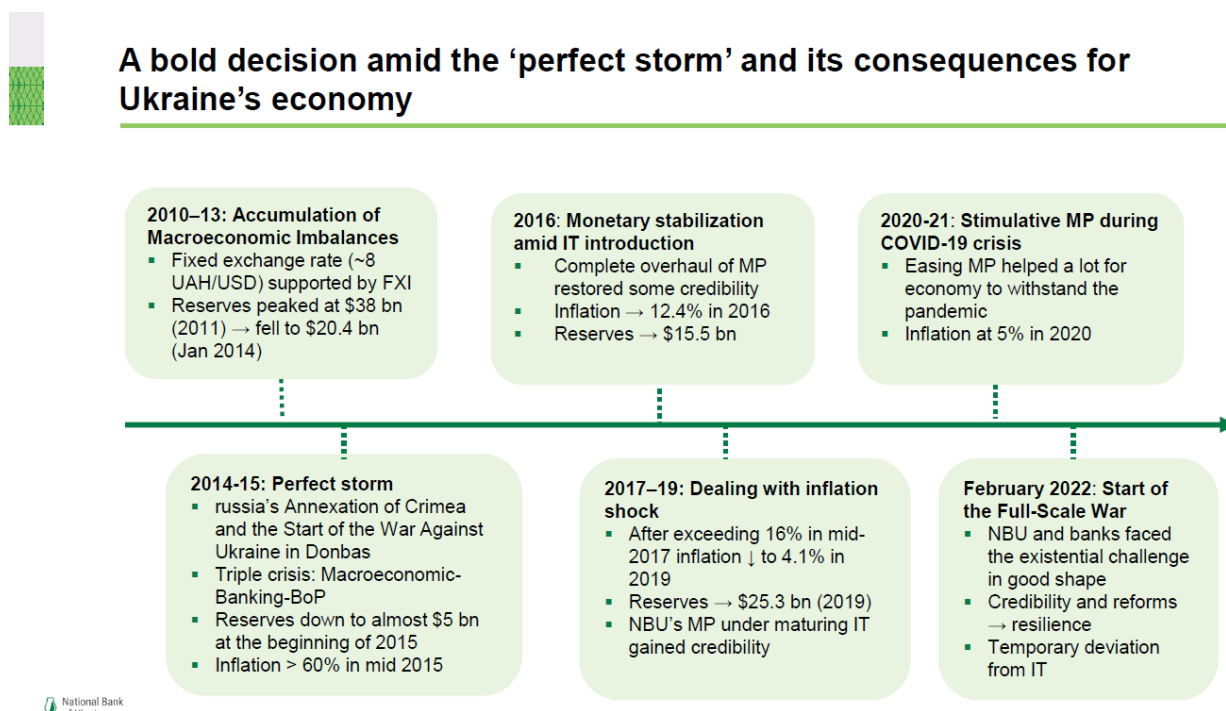 A bold decision amid the ‘perfect storm’ and its consequences for
Ukraine’s economy
2010–13: Accumulation of
Macroeconomic Imbalances
▪ Fixed exchange rate (~8
UAH/USD) supported by FXI
▪ Reserves peaked at $38 bn
(2011) → fell to $20.4 bn
(Jan 2014)
2016: Monetary stabilization
amid IT introduction
▪ Complete overhaul of MP
restored some credibility
▪ Inflation → 12.4% in 2016
▪ Reserves → $15.5 bn
2020-21: Stimulative MP during
COVID-19 crisis
▪ Easing MP helped a lot for
economy to withstand the
pandemic
▪ Inflation at 5% in 2020
2014-15: Perfect storm
▪ russia’s Annexation of Crimea
and the Start of the War Against
Ukraine in Donbas
▪ Triple crisis: Macroeconomic-
Banking-BoP
▪ Reserves down to almost $5 bn
at the beginning of 2015
▪ Inflation > 60% in mid 2015
2017–19: Dealing with inflation
shock
▪ After exceeding 16% in mid-
2017 inflation ↓ to 4.1% in
2019
▪ Reserves → $25.3 bn (2019)
▪ NBU’s MP under maturing IT
gained credibility
February 2022: Start of
the Full-Scale War
▪ NBU and banks faced
the existential challenge
in good shape
▪ Credibility and reforms
→ resilience
▪ Temporary deviation
from IT
National Bank